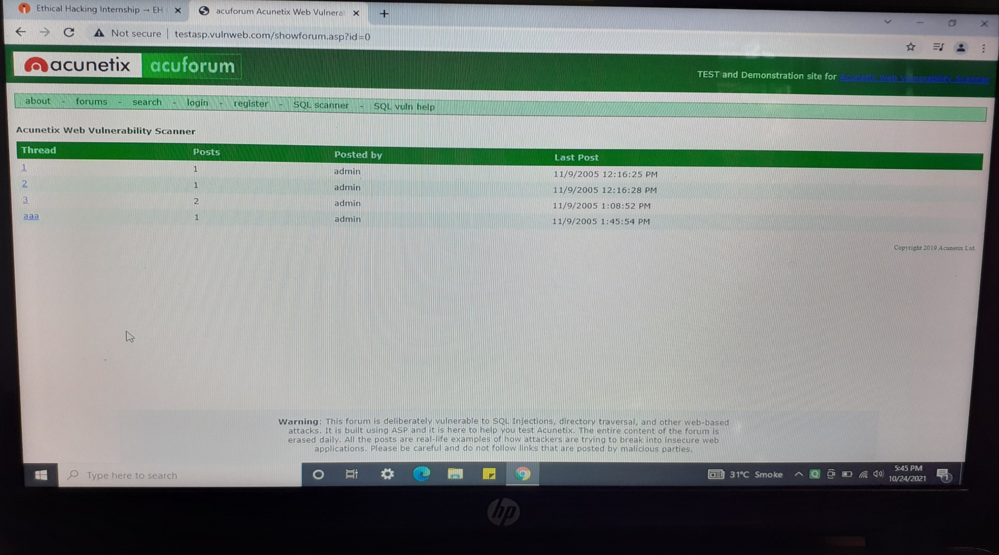 Ethical Hacking Internship → EH
acuforum Acunetix Web Vulnera
Not secure | testasp.vulnweb.com/showforum.asp?id=0
acunetix acuforum
TEST and Demonstration site for Acunetix Web Vulnerability Scanner
about - forums - search - login - register - SQL scanner - SQL vuln help
Acunetix Web Vulnerability Scanner
Thread Posts Posted by Last Post
1 1 admin 11/9/2005 12:16:25 PM
2 1 admin 11/9/2005 12:16:28 PM
3 2 admin 11/9/2005 1:08:52 PM
aaa 1 admin 11/9/2005 1:45:54 PM
Copyright 2019 Acunetix Ltd.
Warning: This forum is deliberately vulnerable to SQL Injections, directory traversal, and other web-based
attacks. It is built using ASP and it is here to help you test Acunetix. The entire content of the forum is
erased daily. All the posts are real-life examples of how attackers are trying to break into insecure web
applications. Please be careful and do not follow links that are posted by malicious parties.
Type here to search
31°C Smoke
5:45 PM
10/24/2021
1
hp